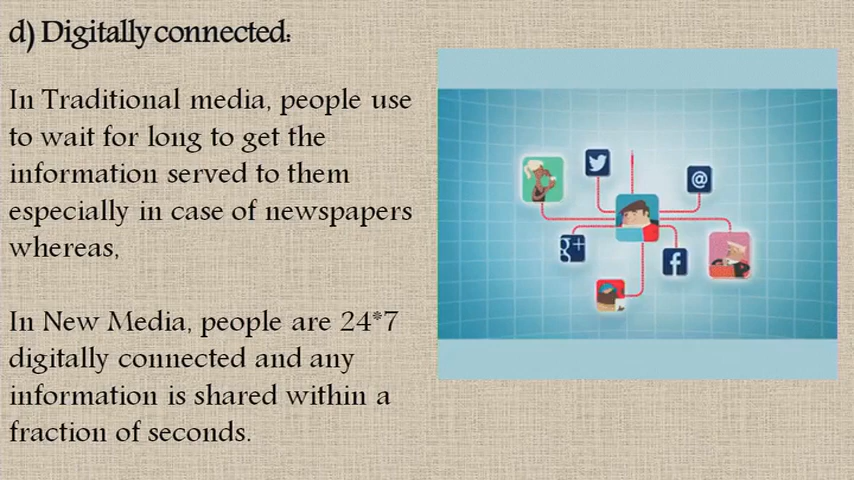 d) Digitally connected:
In Traditional media, people use
to wait for long to get the
information served to them
especially in case of newspapers
whereas,
In New Media, people are 24*7
digitally connected and any
information is shared within a
fraction of seconds.
@
g+
f